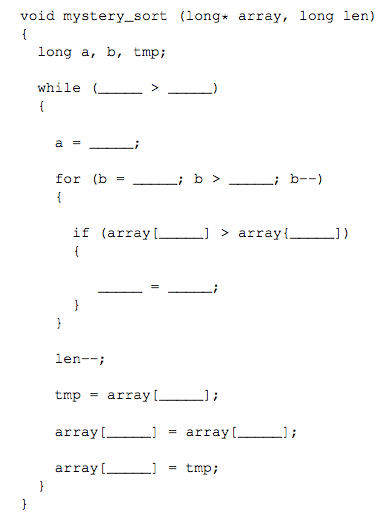 void mystery_sort (long* array, long len)
{
long a, b, tmp;
while (_____ > _____)
{
a = _____;
for (b = _____; b > _____; b--)
{
if (array[_____] > array{_____])
{
_____ = _____;
}
}
len--;
tmp = array[_____];
array[_____] = array[_____];
array[_____] = tmp;
}
}